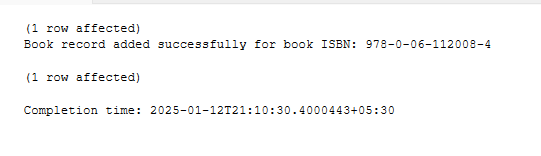 (1 row affected)
Book record added successfully for book ISBN: 978-0-06-112008-4
(1 row affected)
Completion time: 2025-01-12T21:10:30.4000443+05:30